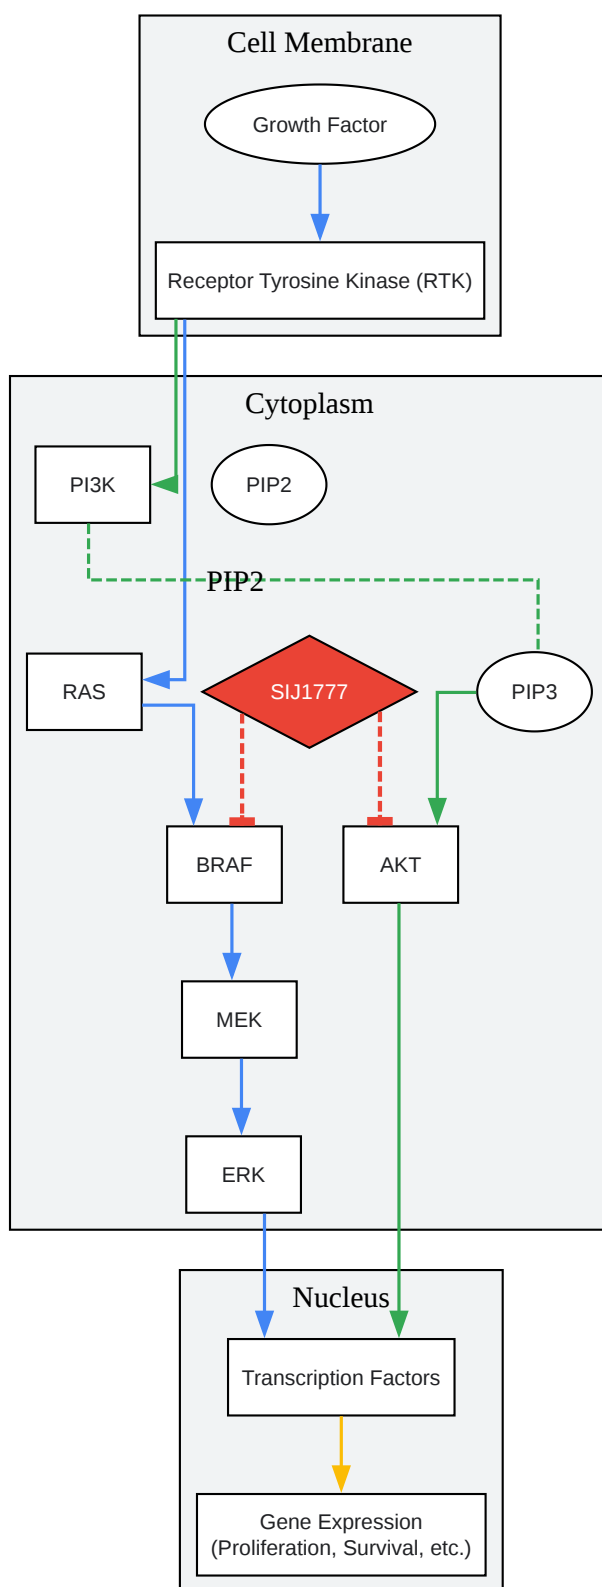 Cell Membrane
Growth Factor
Receptor Tyrosine Kinase (RTK)
Cytoplasm
PI3K
PIP2
PIP2
RAS
SIJ1777
PIP3
BRAF
AKT
MEK
ERK
Nucleus
Transcription Factors
Gene Expression
(Proliferation, Survival, etc.)